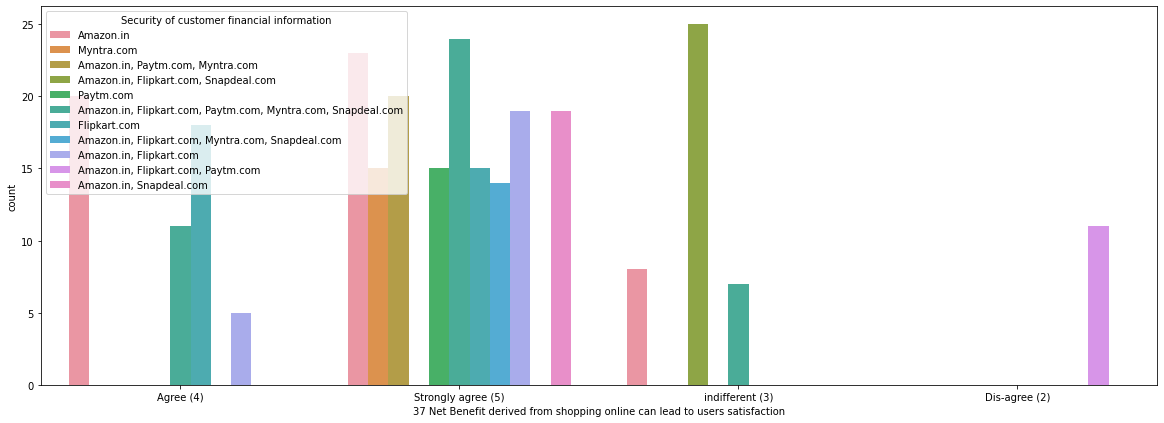 Security of customer financial information
Amazon.in
Myntra.com
Amazon.in, Paytm.com, Myntra.com
Amazon.in, Flipkart.com, Snapdeal.com
Paytm.com
Amazon.in, Flipkart.com, Paytm.com, Myntra.com, Snapdeal.com
Flipkart.com
Amazon.in, Flipkart.com, Myntra.com, Snapdeal.com
Amazon.in, Flipkart.com
Amazon.in, Flipkart.com, Paytm.com
Amazon.in, Snapdeal.com
25
20
15
10
5
0
count
Agree (4)
Strongly agree (5)
indifferent (3)
Dis-agree (2)
37 Net Benefit derived from shopping online can lead to users satisfaction